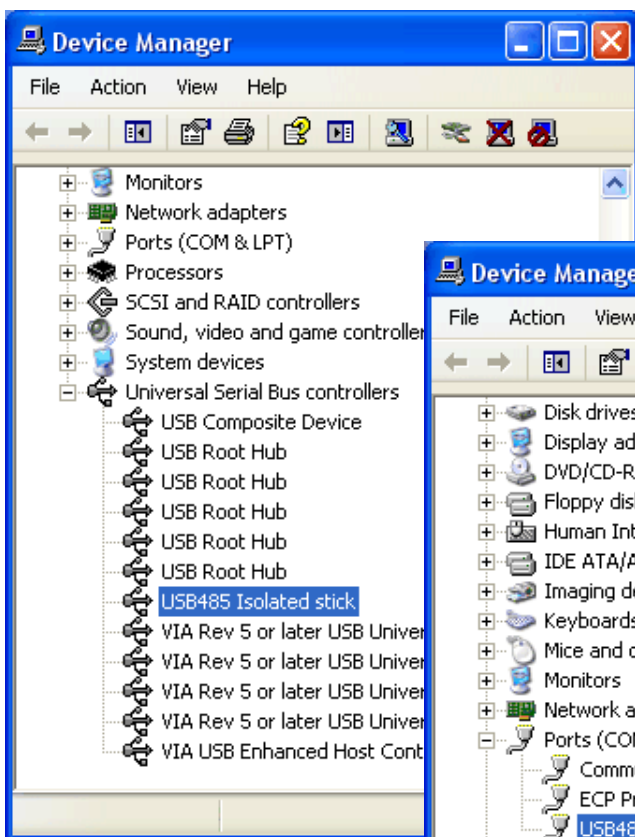 Device Manager
File Action View Help
Monitors
Network adapters
Ports (COM & LPT)
Processors
SCSI and RAID controllers
Sound, video and game controller
System devices
Universal Serial Bus controllers
USB Composite Device
USB Root Hub
USB Root Hub
USB Root Hub
USB Root Hub
USB Root Hub
USB485 Isolated stick
VIA Rev 5 or later USB Univer
VIA Rev 5 or later USB Univer
VIA Rev 5 or later USB Univer
VIA Rev 5 or later USB Univer
VIA USB Enhanced Host Cont
Device Manage
File Action View
Disk drives
Display ad
DVD/CD-R
Floppy dis
Human Int
IDE ATA/A
Imaging de
Keyboards
Mice and o
Monitors
Network a
Ports (CO
Commu
ECP Pr
USB48